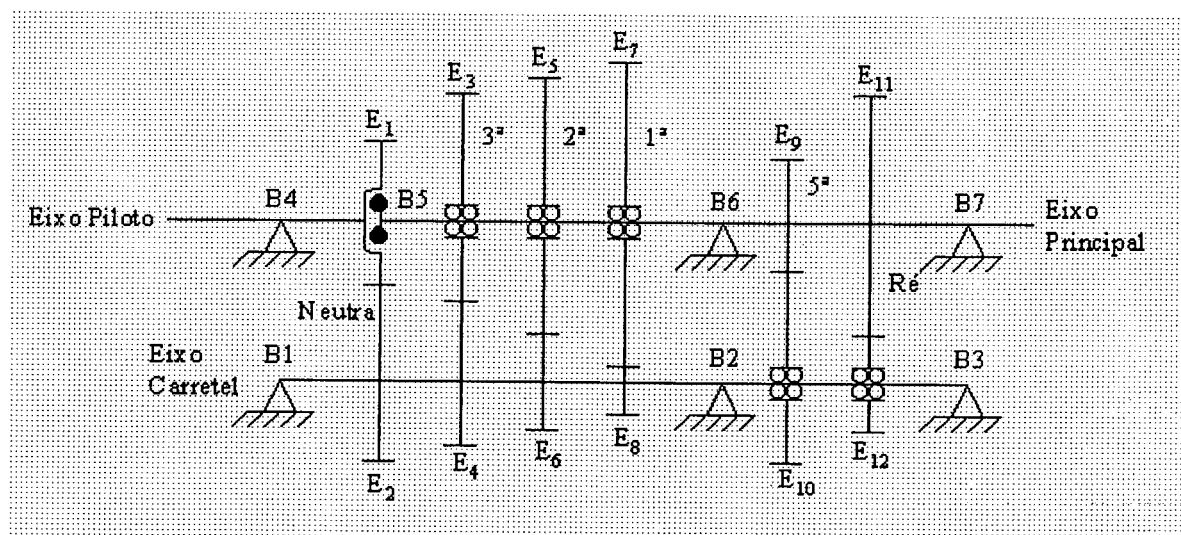 E7
E5
E3
E11
E1
3ª
2ª
1ª
E9
5ª
B4
B5
B6
B7
Eixo Piloto
Eixo
Principal
Neutra
Ré
Eixo
Carretel
B1
B2
B3
E2
E4
E6
E8
E10
E12